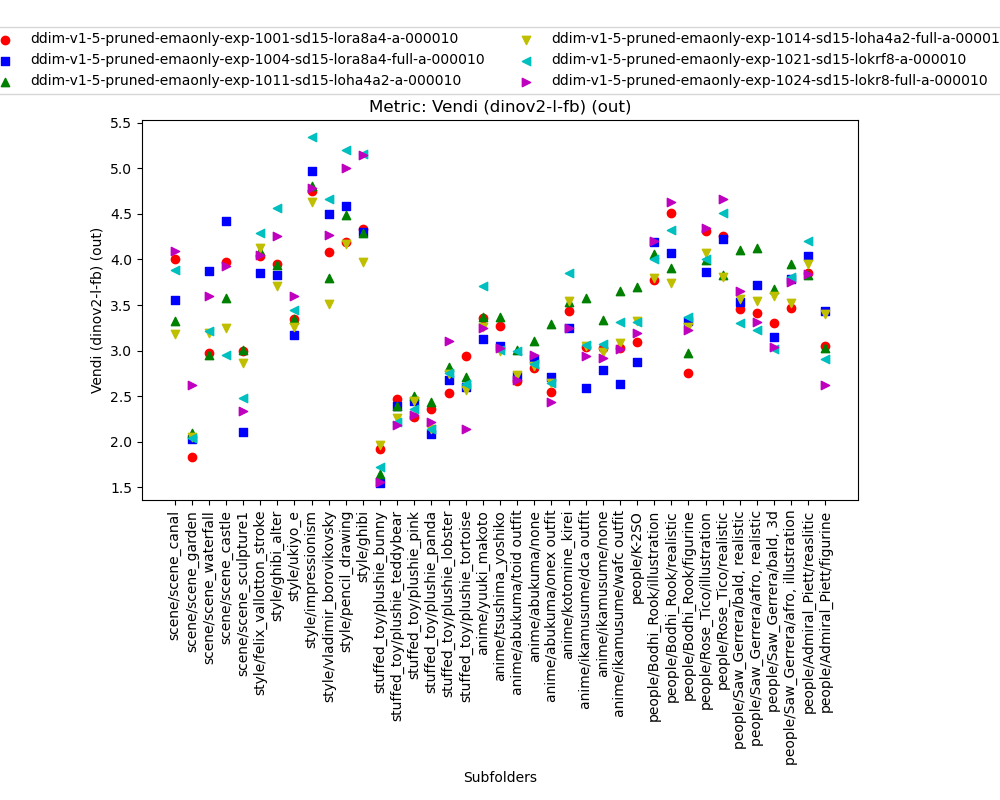 ddim-v1-5-pruned-emaonly-exp-1001-sd15-lora8a4-a-000010
ddim-v1-5-pruned-emaonly-exp-1004-sd15-lora8a4-full-a-000010
ddim-v1-5-pruned-emaonly-exp-1011-sd15-loha4a2-a-000010
ddim-v1-5-pruned-emaonly-exp-1014-sd15-loha4a2-full-a-00001
ddim-v1-5-pruned-emaonly-exp-1021-sd15-lokrf8-a-000010
ddim-v1-5-pruned-emaonly-exp-1024-sd15-lokr8-full-a-000010
Metric: Vendi (dinov2-l-fb) (out)
Vendi (dinov2-l-fb) (out)
5.5
5.0
4.5
4.0
3.5
3.0
2.5
2.0
1.5
scene/scene_canal
scene/scene_garden
scene/scene_waterfall
scene/scene_castle
scene/scene_sculpture1
style/felix_vallotton_stroke
style/ghibi_alter
style/ukiyo_e
style/impressionism
style/vladimir_borovikovsky
style/pencil_drawing
style/ghibi
stuffed_toy/plushie_bunny
stuffed_toy/plushie_teddybear
stuffed_toy/plushie_pink
stuffed_toy/plushie_panda
stuffed_toy/plushie_lobster
stuffed_toy/plushie_tortoise
anime/yuuki_makoto
anime/tsushima_yoshiko
anime/abukuma/toid outfit
anime/abukuma/none
anime/abukuma/onex outfit
anime/kotomine_kirei
anime/ikamusume/dca outfit
anime/ikamusume/none
anime/ikamusume/wafc outfit
people/K-2SO
people/Bodhi_Rook/illustration
people/Bodhi_Rook/realistic
people/Bodhi_Rook/figurine
people/Rose_Tico/illustration
people/Rose_Tico/realistic
people/Saw_Gerrera/bald, realistic
people/Saw_Gerrera/afro, realistic
people/Saw_Gerrera/bald, 3d
people/Saw_Gerrera/afro, illustration
people/Admiral_Piett/reaslitic
people/Admiral_Piett/figurine
Subfolders